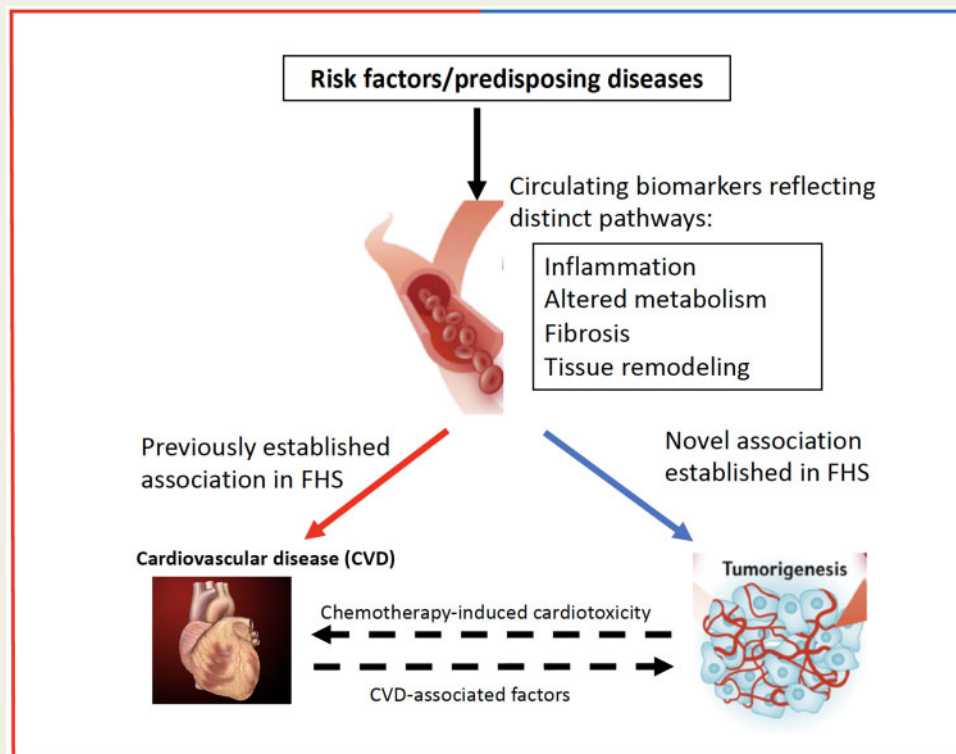 Risk factors/predisposing diseases
Circulating biomarkers reflecting
distinct pathways:
Inflammation
Altered metabolism
Fibrosis
Tissue remodeling
Previously established
association in FHS
Novel association
established in FHS
Cardiovascular disease (CVD)
Tumorigenesis
Chemotherapy-induced cardiotoxicity
CVD-associated factors